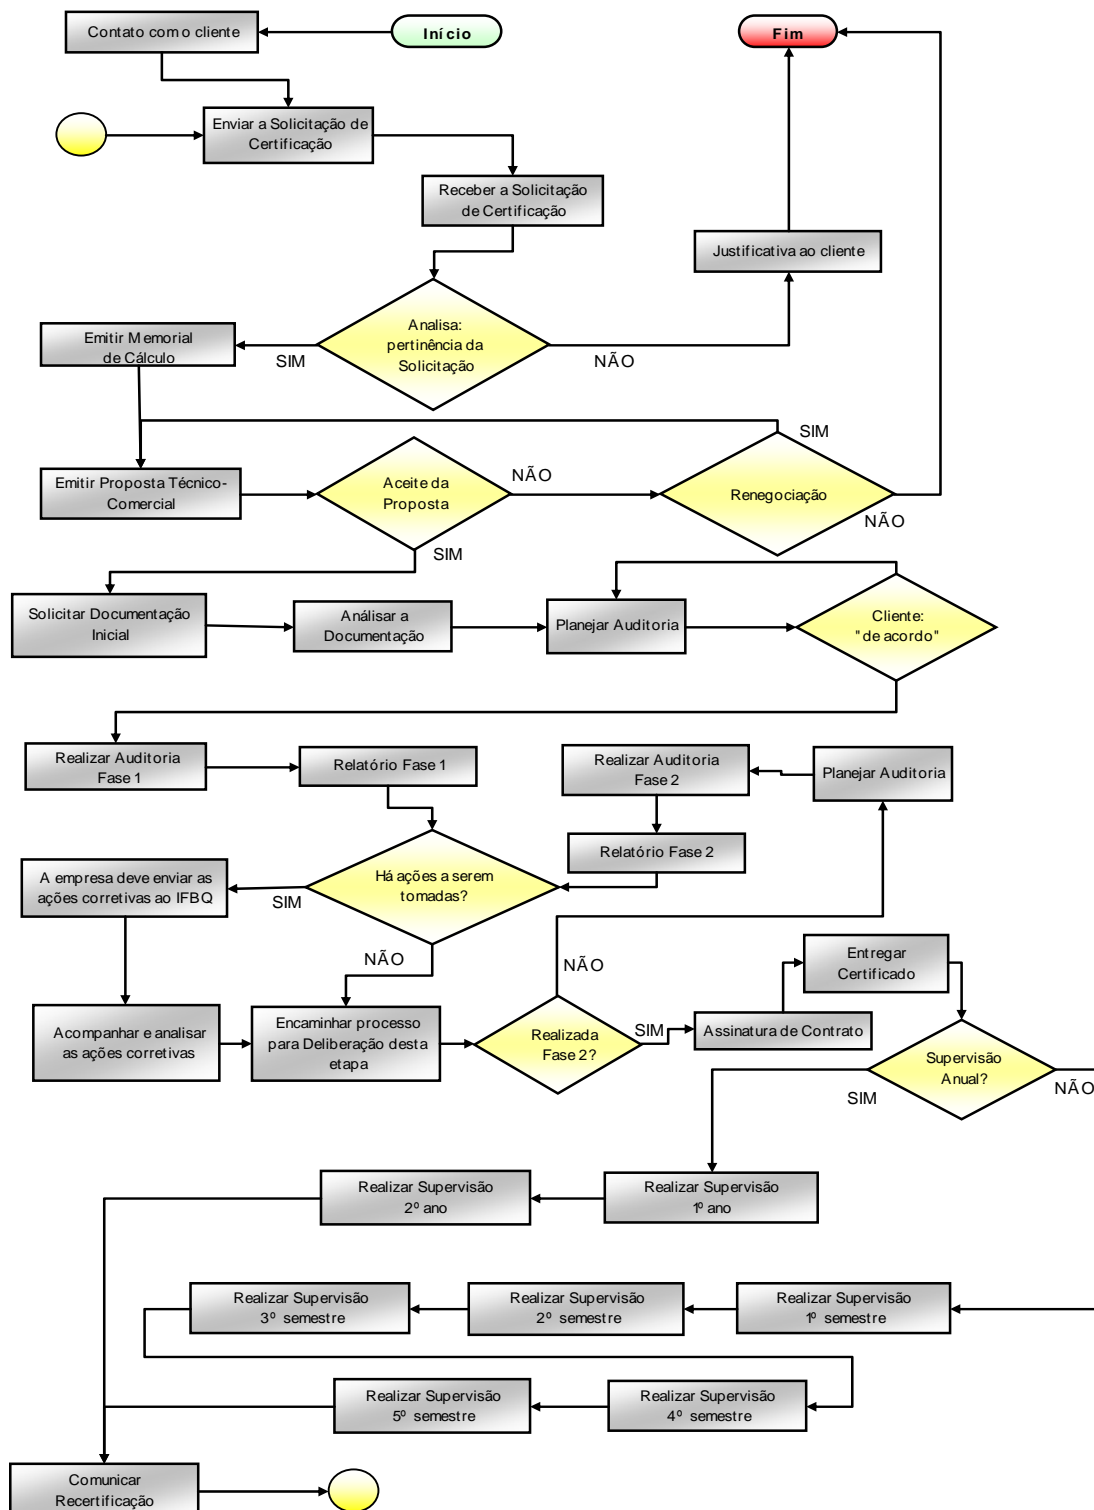 Contato com o cliente
Início
Fim
Enviar a Solicitação de
Certificação
Receber a Solicitação
de Certificação
Justificativa ao cliente
Analisa:
pertinência da
Solicitação
Emitir Memorial
de Cálculo
SIM
NÃO
SIM
Emitir Proposta Técnico-
Comercial
Aceite da
Proposta
NÃO
Renegociação
NÃO
SIM
Solicitar Documentação
Inicial
Análisar a
Documentação
Planejar Auditoria
Cliente:
"de acordo"
Realizar Auditoria
Fase 1
Relatório Fase 1
Realizar Auditoria
Fase 2
Planejar Auditoria
Relatório Fase 2
A empresa deve enviar as
ações corretivas ao IFBQ
SIM
Há ações a serem
tomadas?
NÃO
NÃO
Entregar
Certificado
Acompanhar e analisar
as ações corretivas
Encaminhar processo
para Deliberação desta
etapa
Realizada
Fase 2?
SIM
Assinatura de Contrato
Supervisão
Anual?
SIM
NÃO
Realizar Supervisão
2º ano
Realizar Supervisão
1º ano
Realizar Supervisão
3º semestre
Realizar Supervisão
2º semestre
Realizar Supervisão
1º semestre
Realizar Supervisão
5º semestre
Realizar Supervisão
4º semestre
Comunicar
Recertificação